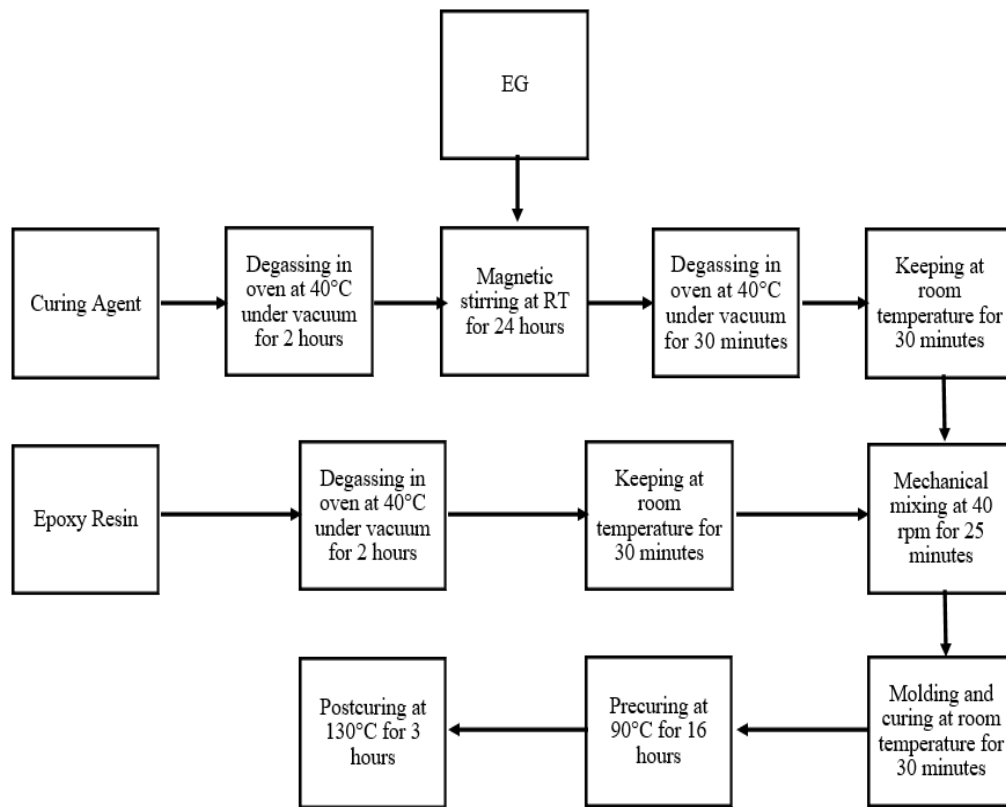 EG
Curing Agent
Degassing in
oven at 40°C
under vacuum
for 2 hours
Magnetic
stirring at RT
for 24 hours
Degassing in
oven at 40°C
under vacuum
for 30 minutes
Keeping at
room
temperature for
30 minutes
Epoxy Resin
Degassing in
oven at 40°C
under vacuum
for 2 hours
Keeping at
room
temperature for
30 minutes
Mechanical
mixing at 40
rpm for 25
minutes
Postcuring at
130°C for 3
hours
Precuring at
90°C for 16
hours
Molding and
curing at room
temperature for
30 minutes